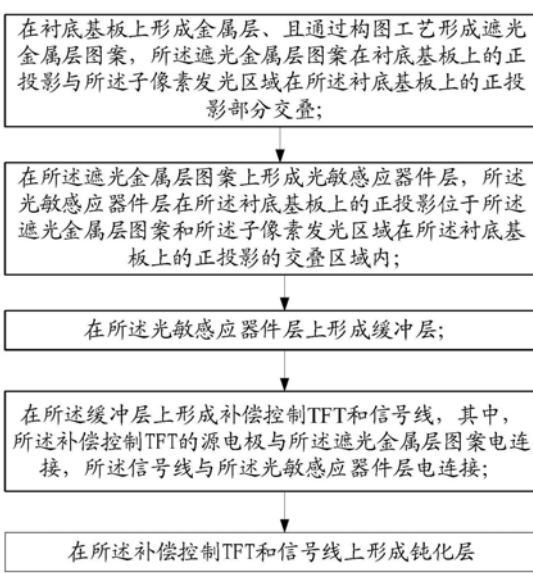 在衬底基板上形成金属层、且通过构图工艺形成遮光
金属层图案，所述遮光金属层图案在衬底基板上的正
投影与所述子像素发光区域在所述衬底基板上的正投
影部分交叠；
在所述遮光金属层图案上形成光敏感应器件层，所述
光敏感应器件层在所述衬底基板上的正投影位于所述
遮光金属层图案和所述子像素发光区域在所述衬底基
板上的正投影的交叠区域内；
在所述光敏感应器件层上形成缓冲层；
在所述缓冲层上形成补偿控制TFT和信号线，其中，
所述补偿控制TFT的源电极与所述遮光金属层图案电连
接，所述信号线与所述光敏感应器件层电连接；
在所述补偿控制TFT和信号线上形成钝化层